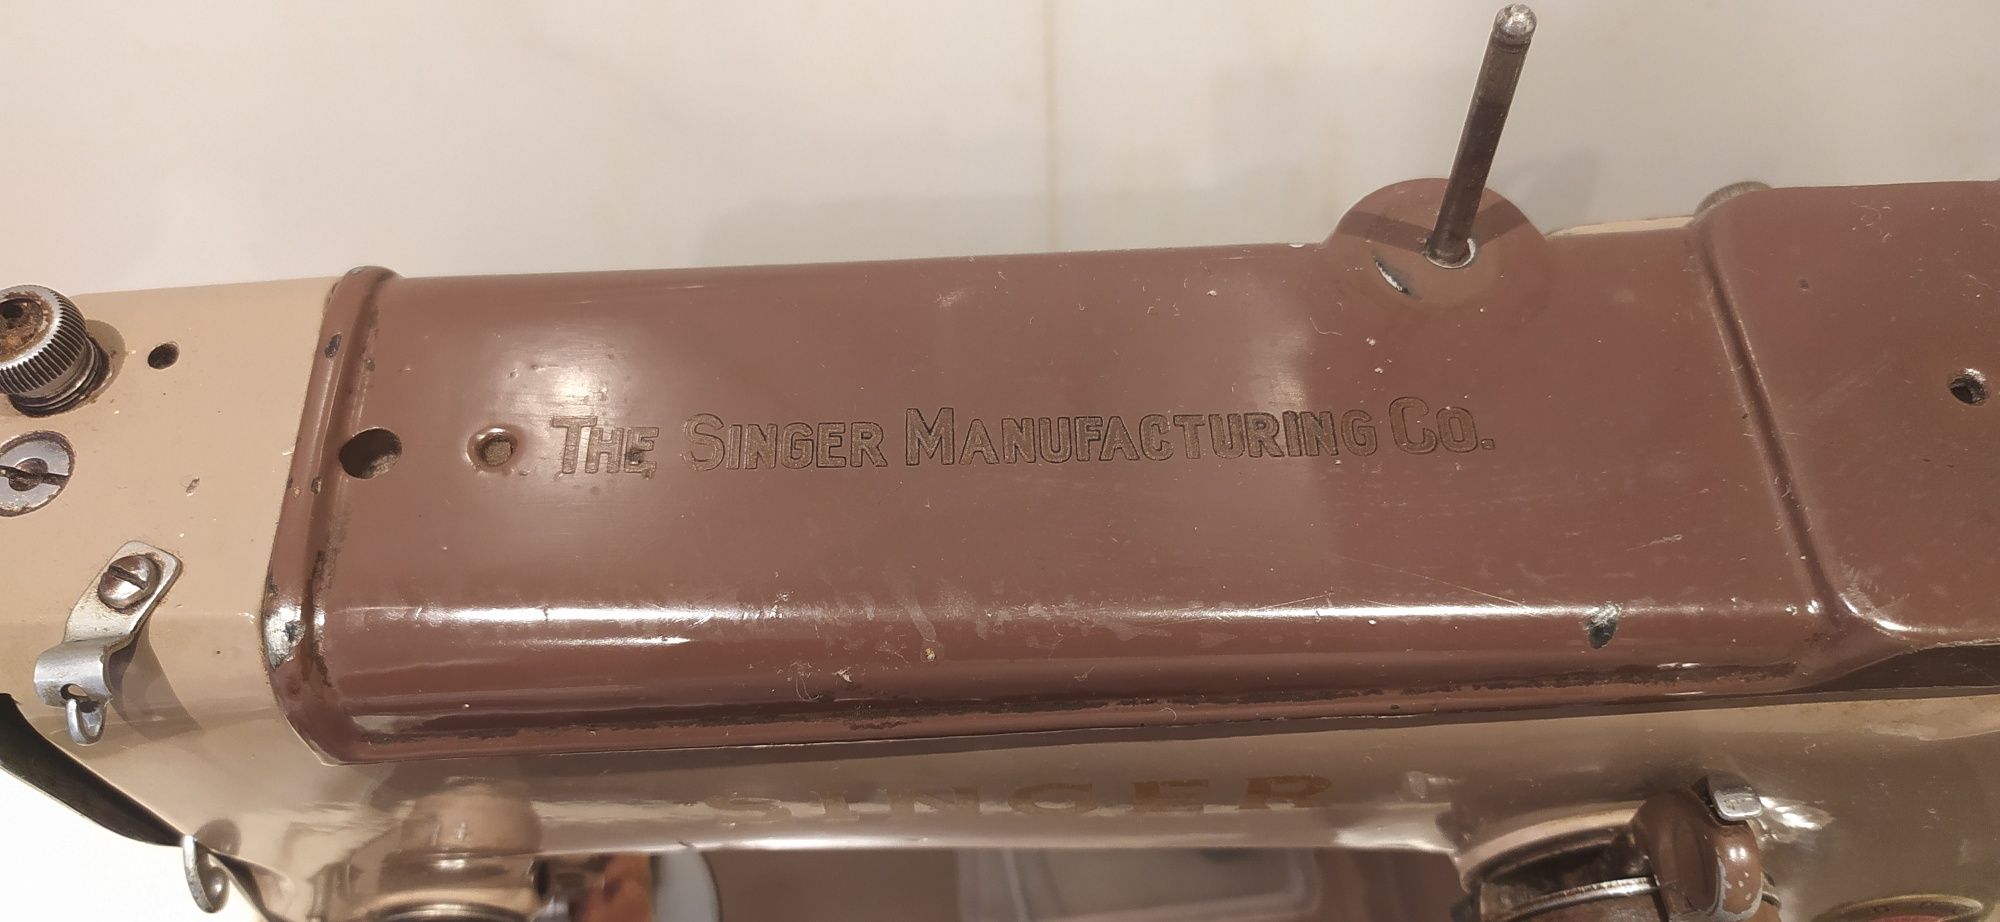 THE SINGER MANUFACTURING CO.
SINGER